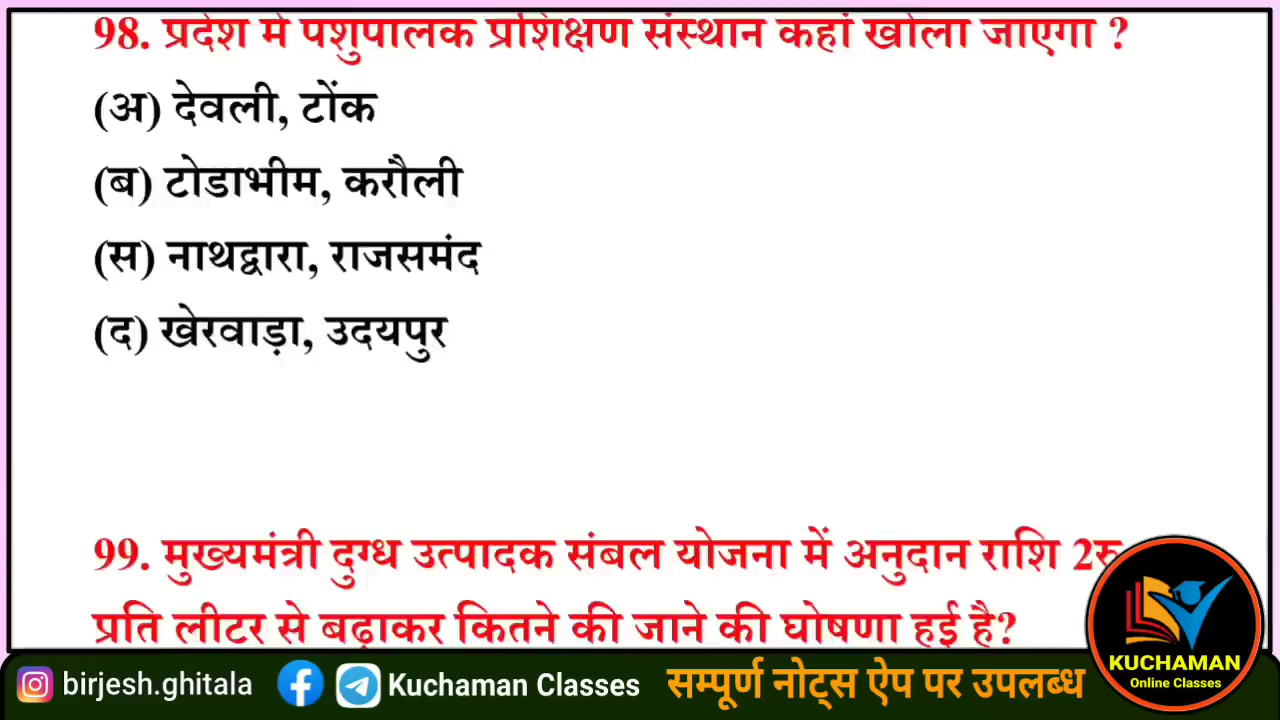 98. प्रदेश में पशुपालक प्रशिक्षण संस्थान कहां खोला जाएगा ?
(अ) देवली, टोंक
(ब) टोडाभीम, करौली
(स) नाथद्वारा, राजसमंद
(द) खेरवाड़ा, उदयपुर
99. मुख्यमंत्री दुग्ध उत्पादक संबल योजना में अनुदान राशि 2रु
प्रति लीटर से बढ़ाकर कितने की जाने की घोषणा हुई है?
KUCHAMAN
Online Classes
birjesh.ghitala
Kuchaman Classes
सम्पूर्ण नोट्स ऐप पर उपलब्ध